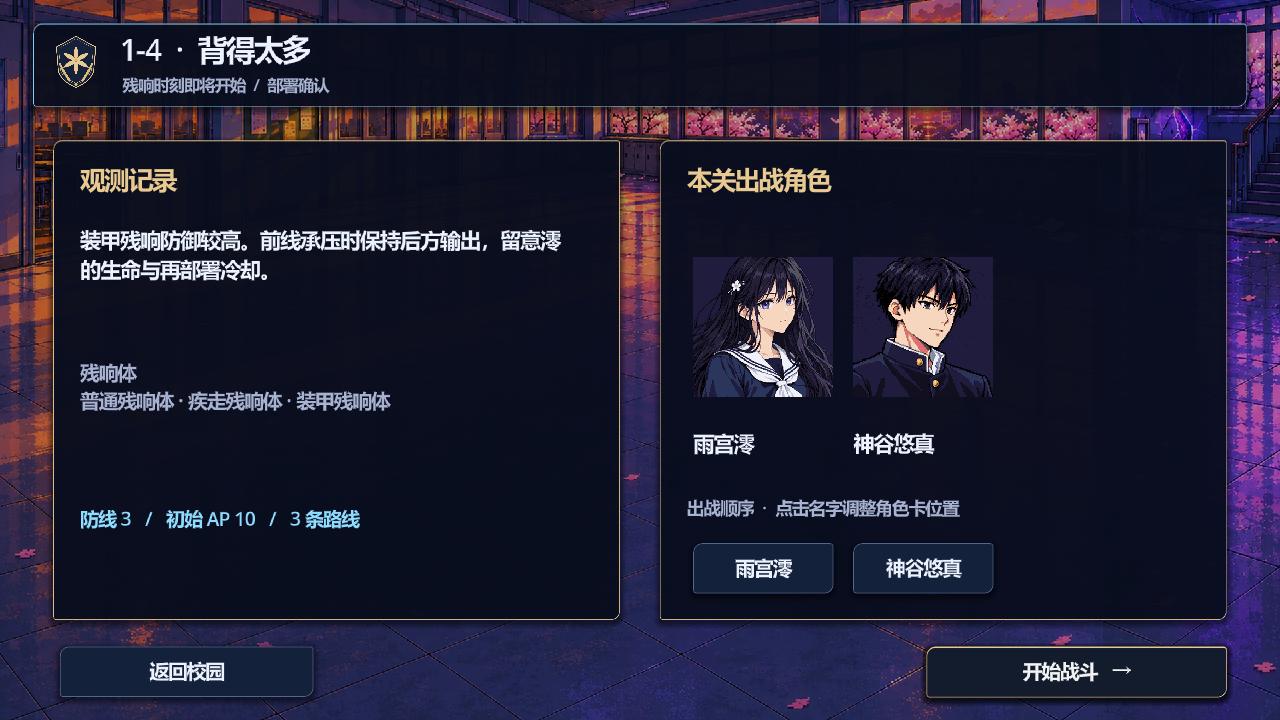 1-4 · 背得太多
残响时刻即将开始 / 部署确认
观测记录
装甲残响防御较高。前线承压时保持后方输出，留意澪
的生命与再部署冷却。
残响体
普通残响体 · 疾走残响体 · 装甲残响体
防线 3 / 初始 AP 10 / 3 条路线
本关出战角色
雨宫澪
神谷悠真
出战顺序 · 点击名字调整角色卡位置
雨宫澪
神谷悠真
返回校园
开始战斗 →